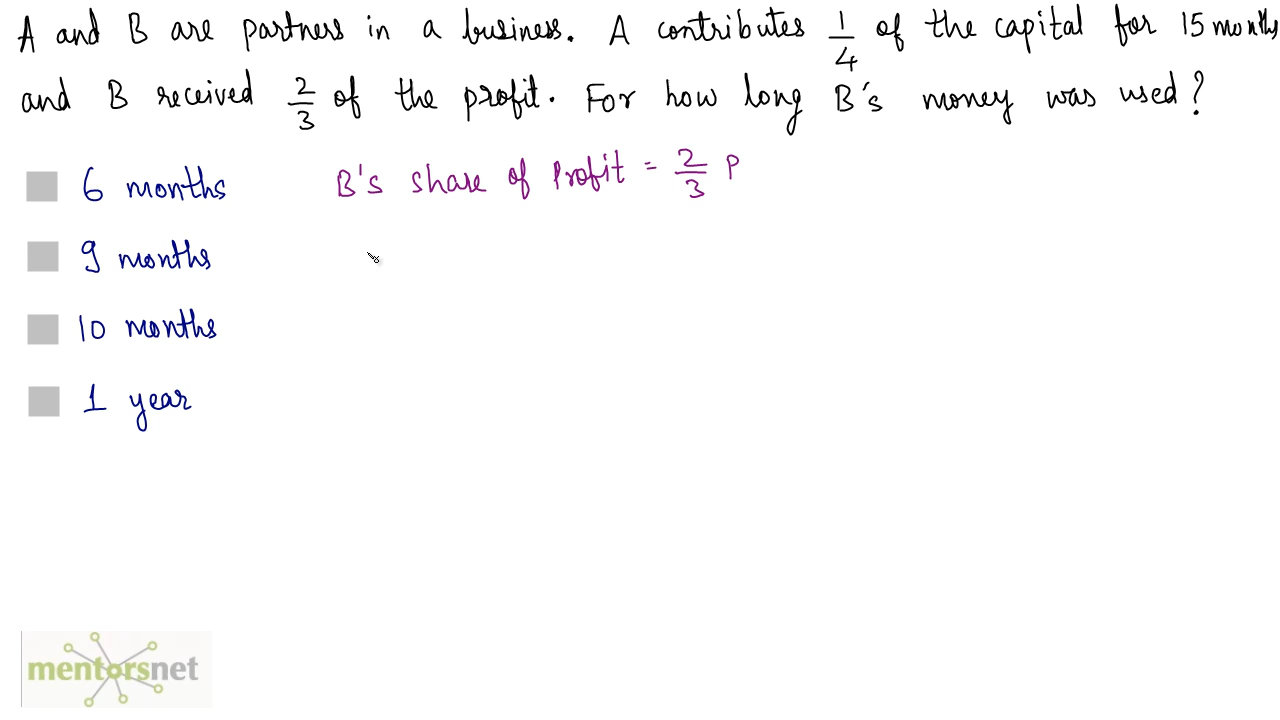 A and B are partners in a business. A contributes 1/4 of the capital for 15 months
and B received 2/3 of the profit. For how long B's money was used?
6 months
B's share of Profit = 2/3 P
9 months
10 months
1 year
mentorsnet